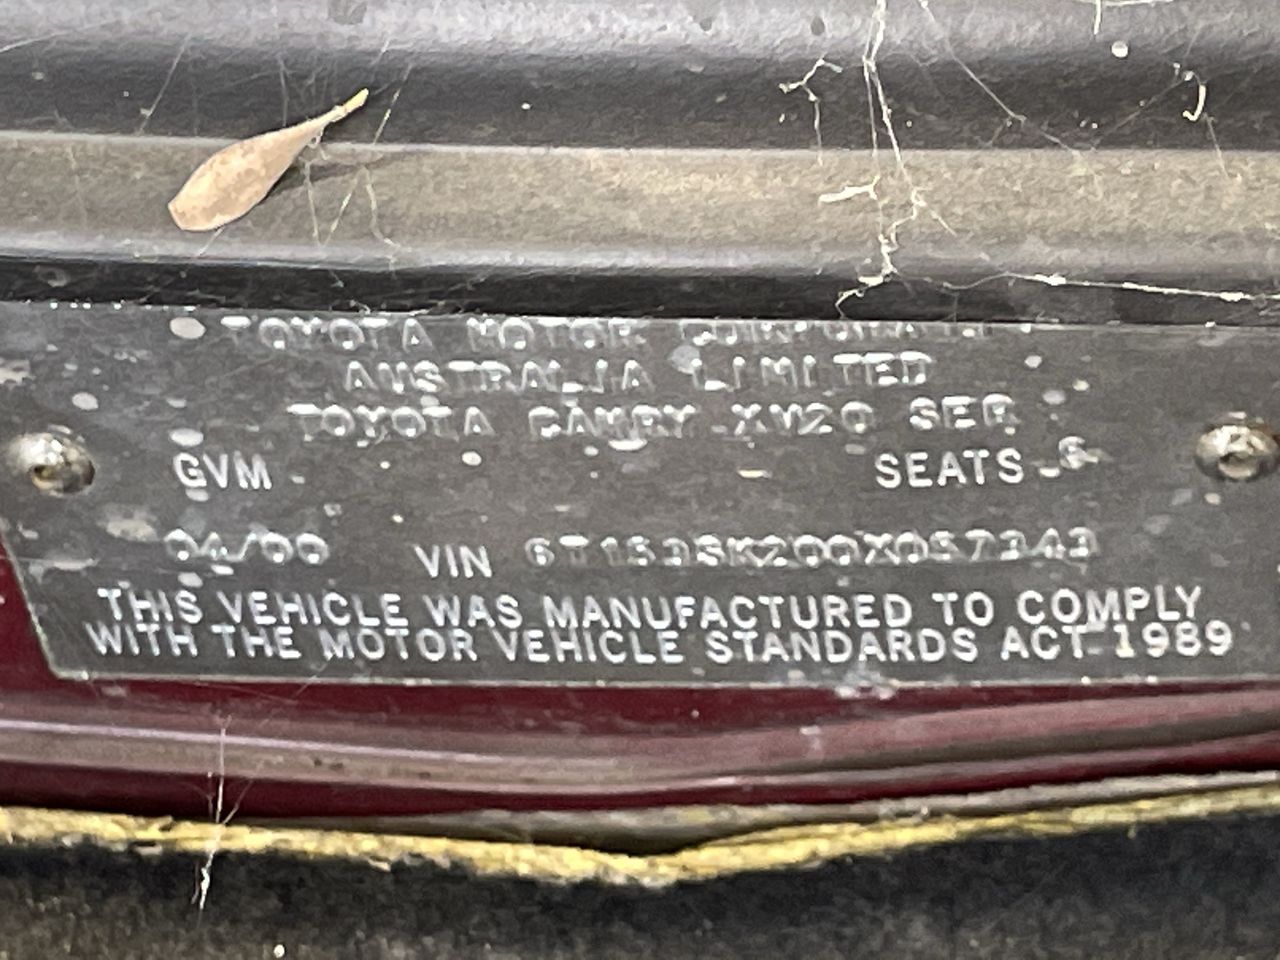 TOYOTA MOTOR CORPORATION
AUSTRALIA LIMITED
TOYOTA CAMRY XV20 SER
GVM SEATS
04/00 VIN 6T153SK200X057343
THIS VEHICLE WAS MANUFACTURED TO COMPLY
WITH THE MOTOR VEHICLE STANDARDS ACT 1989